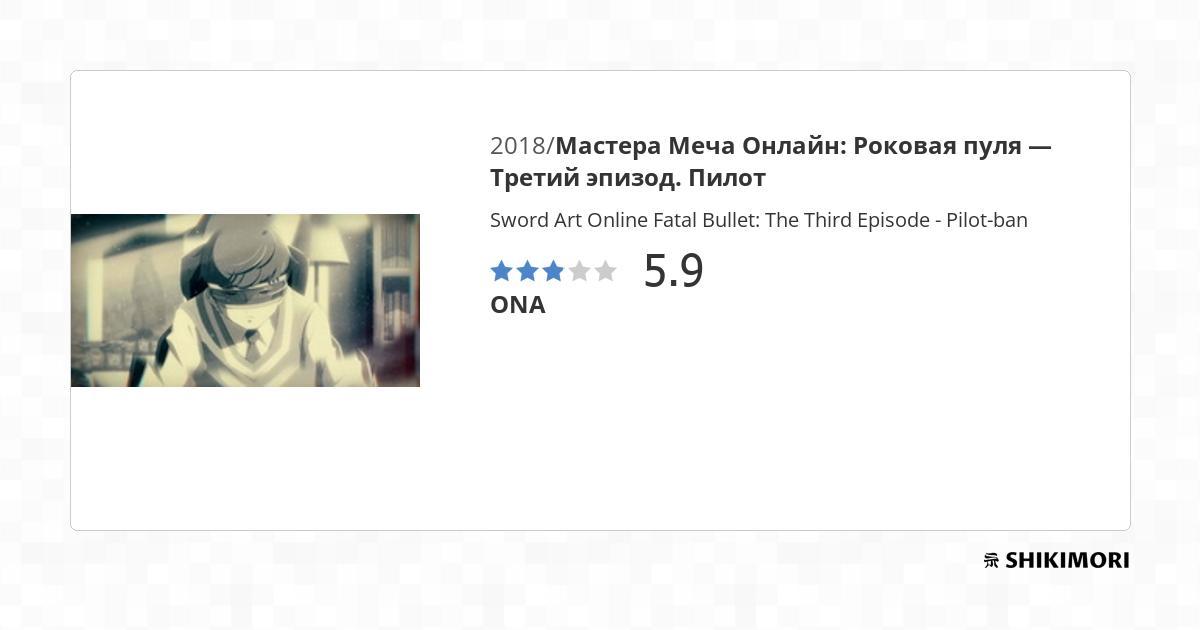 2018/Мастера Меча Онлайн: Роковая пуля —
Третий эпизод. Пилот
Sword Art Online Fatal Bullet: The Third Episode - Pilot-ban
5.9
ONA
SHIKIMORI